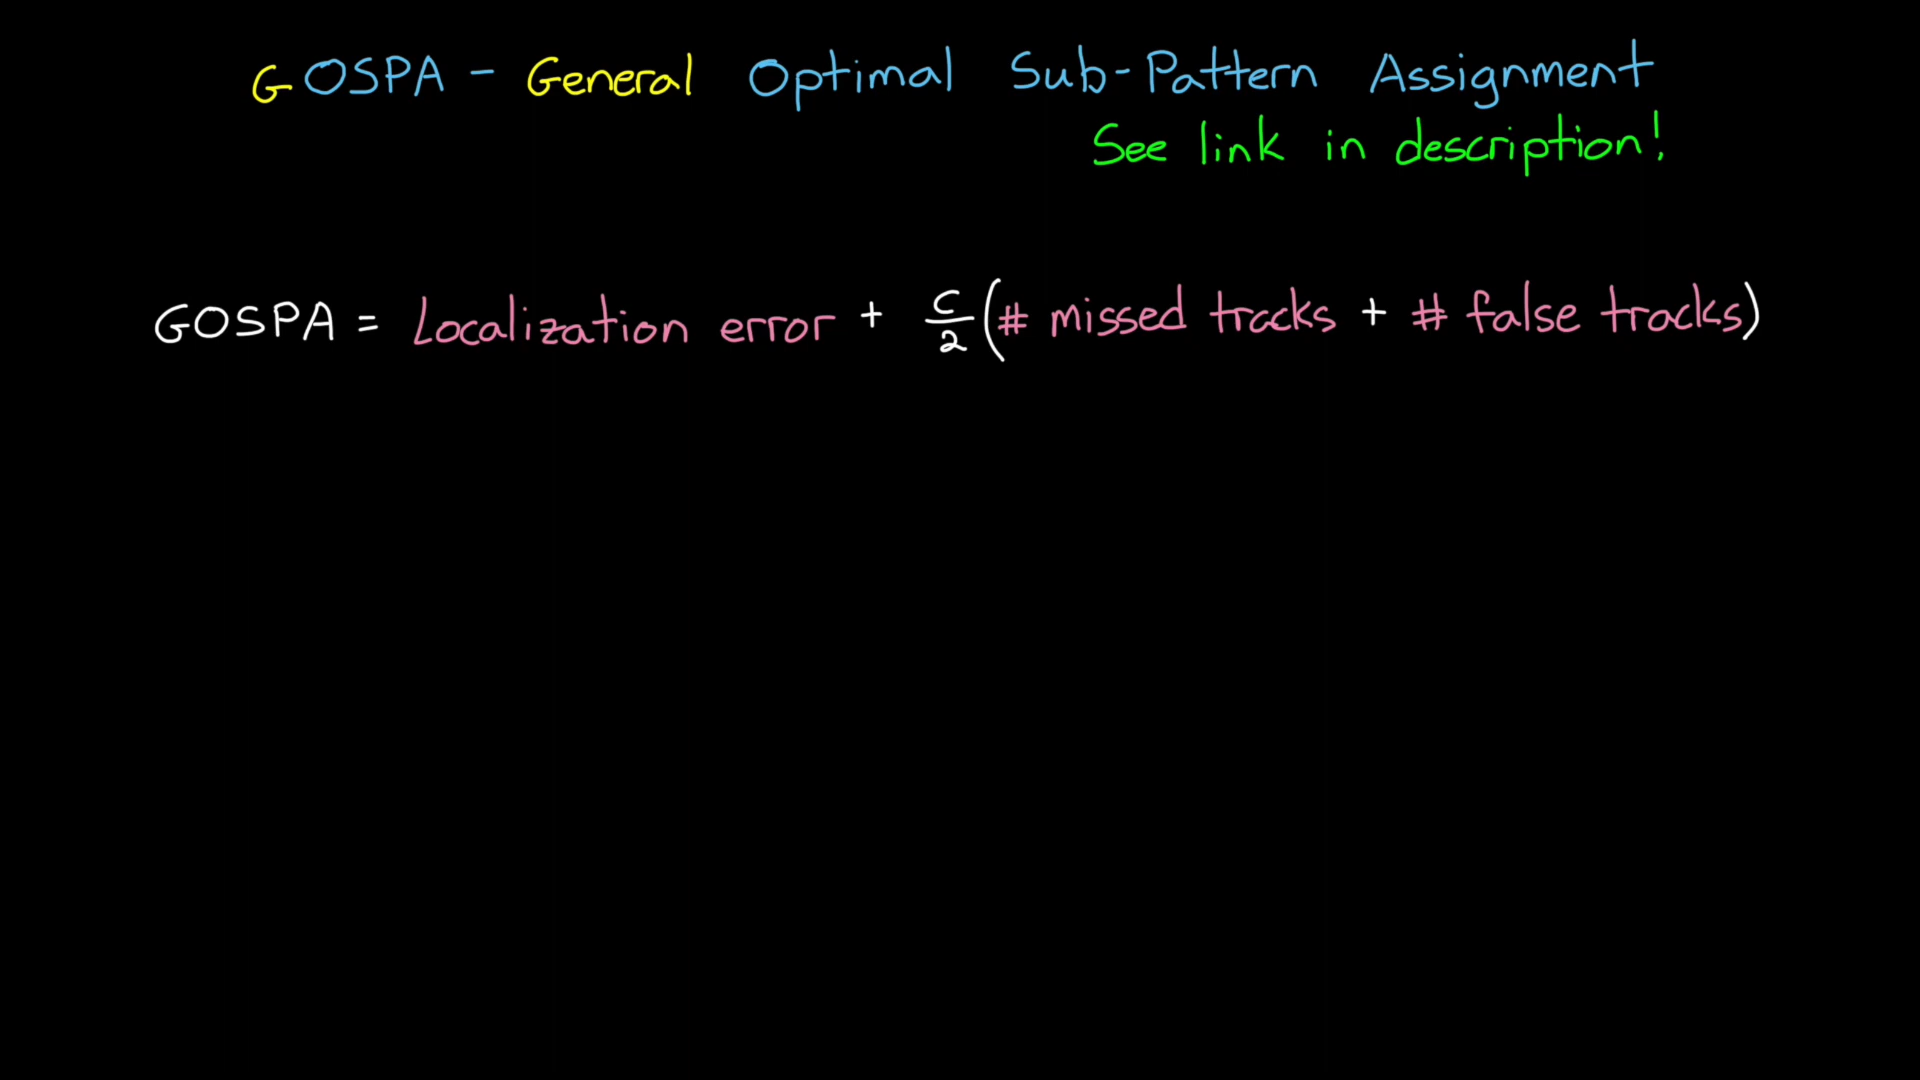 GOSPA - General Optimal Sub-Pattern Assignment
See link in description!
GOSPA = Localization error + c/2 (# missed tracks + # false tracks)